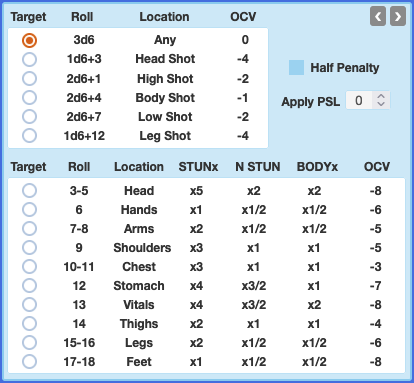 Target Roll Location OCV
3d6 Any 0
1d6+3 Head Shot -4
2d6+1 High Shot -2
2d6+4 Body Shot -1
2d6+7 Low Shot -2
1d6+12 Leg Shot -4
Half Penalty
Apply PSL 0
Target Roll Location STUNx N STUN BODYx OCV
3-5 Head x5 x2 x2 -8
6 Hands x1 x1/2 x1/2 -6
7-8 Arms x2 x1/2 x1/2 -5
9 Shoulders x3 x1 x1 -5
10-11 Chest x3 x1 x1 -3
12 Stomach x4 x3/2 x1 -7
13 Vitals x4 x3/2 x2 -8
14 Thighs x2 x1 x1 -4
15-16 Legs x2 x1/2 x1/2 -6
17-18 Feet x1 x1/2 x1/2 -8